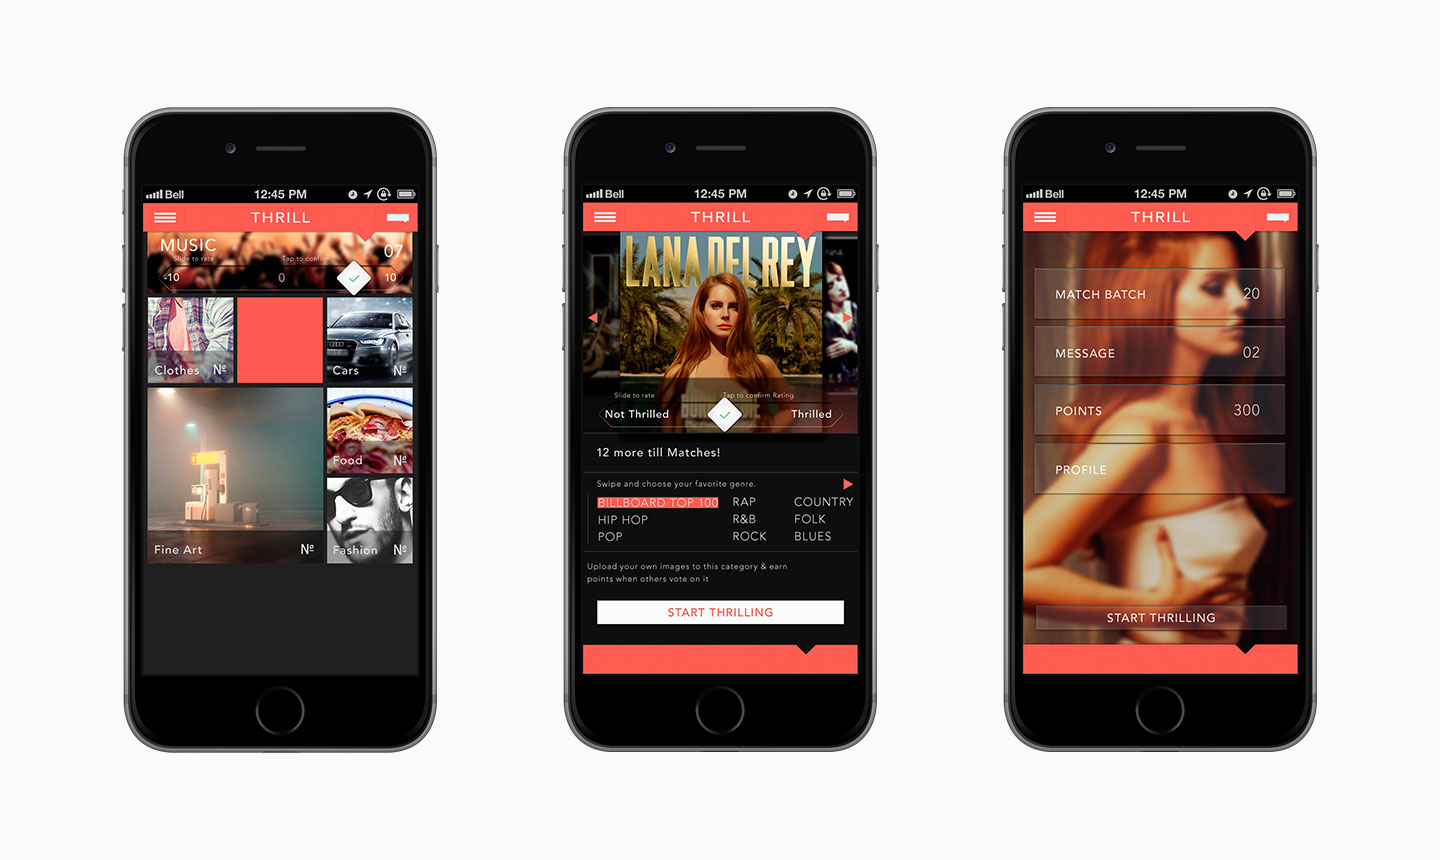 Bell 12:45 PM
THRILL
MUSIC
07
Slide to rate Tap to confirm
-10 0 10
Clothes Nº
Cars Nº
Food Nº
Fine Art Nº
Fashion Nº
Bell 12:45 PM
THRILL
LANA DEL REY
Slide to rate Tap to confirm Rating
Not Thrilled Thrilled
12 more till Matches!
Swipe and choose your favorite genre.
BILLBOARD TOP 100 RAP COUNTRY
HIP HOP R&B FOLK
POP ROCK BLUES
Upload your own images to this category & earn
points when others vote on it
START THRILLING
Bell 12:45 PM
THRILL
MATCH BATCH 20
MESSAGE 02
POINTS 300
PROFILE
START THRILLING